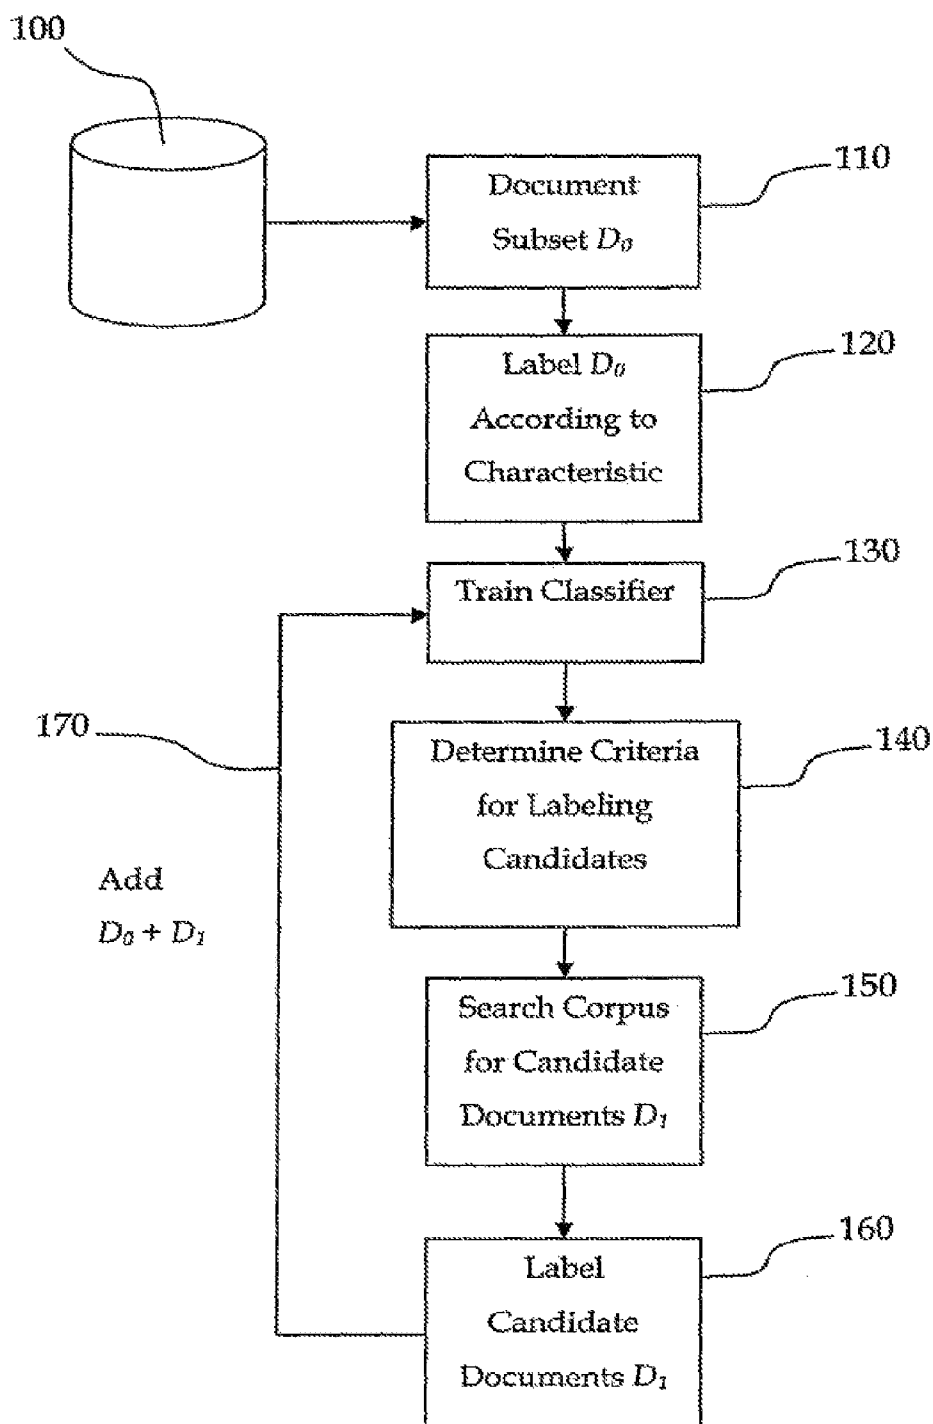 100
110
Document
Subset D₀
120
Label D₀
According to
Characteristic
130
Train Classifier
170
140
Determine Criteria
for Labeling
Candidates
Add
D₀ + D₁
150
Search Corpus
for Candidate
Documents D₁
160
Label
Candidate
Documents D₁